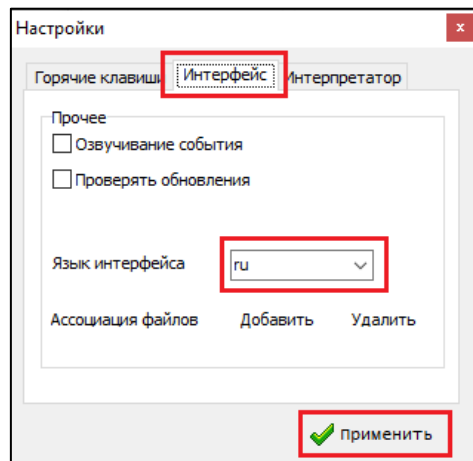 Настройки
x
Горячие клавиши Интерфейс Интерпретатор
Прочее
Озвучивание события
Проверять обновления
Язык интерфейса ru
Ассоциация файлов Добавить Удалить
Применить